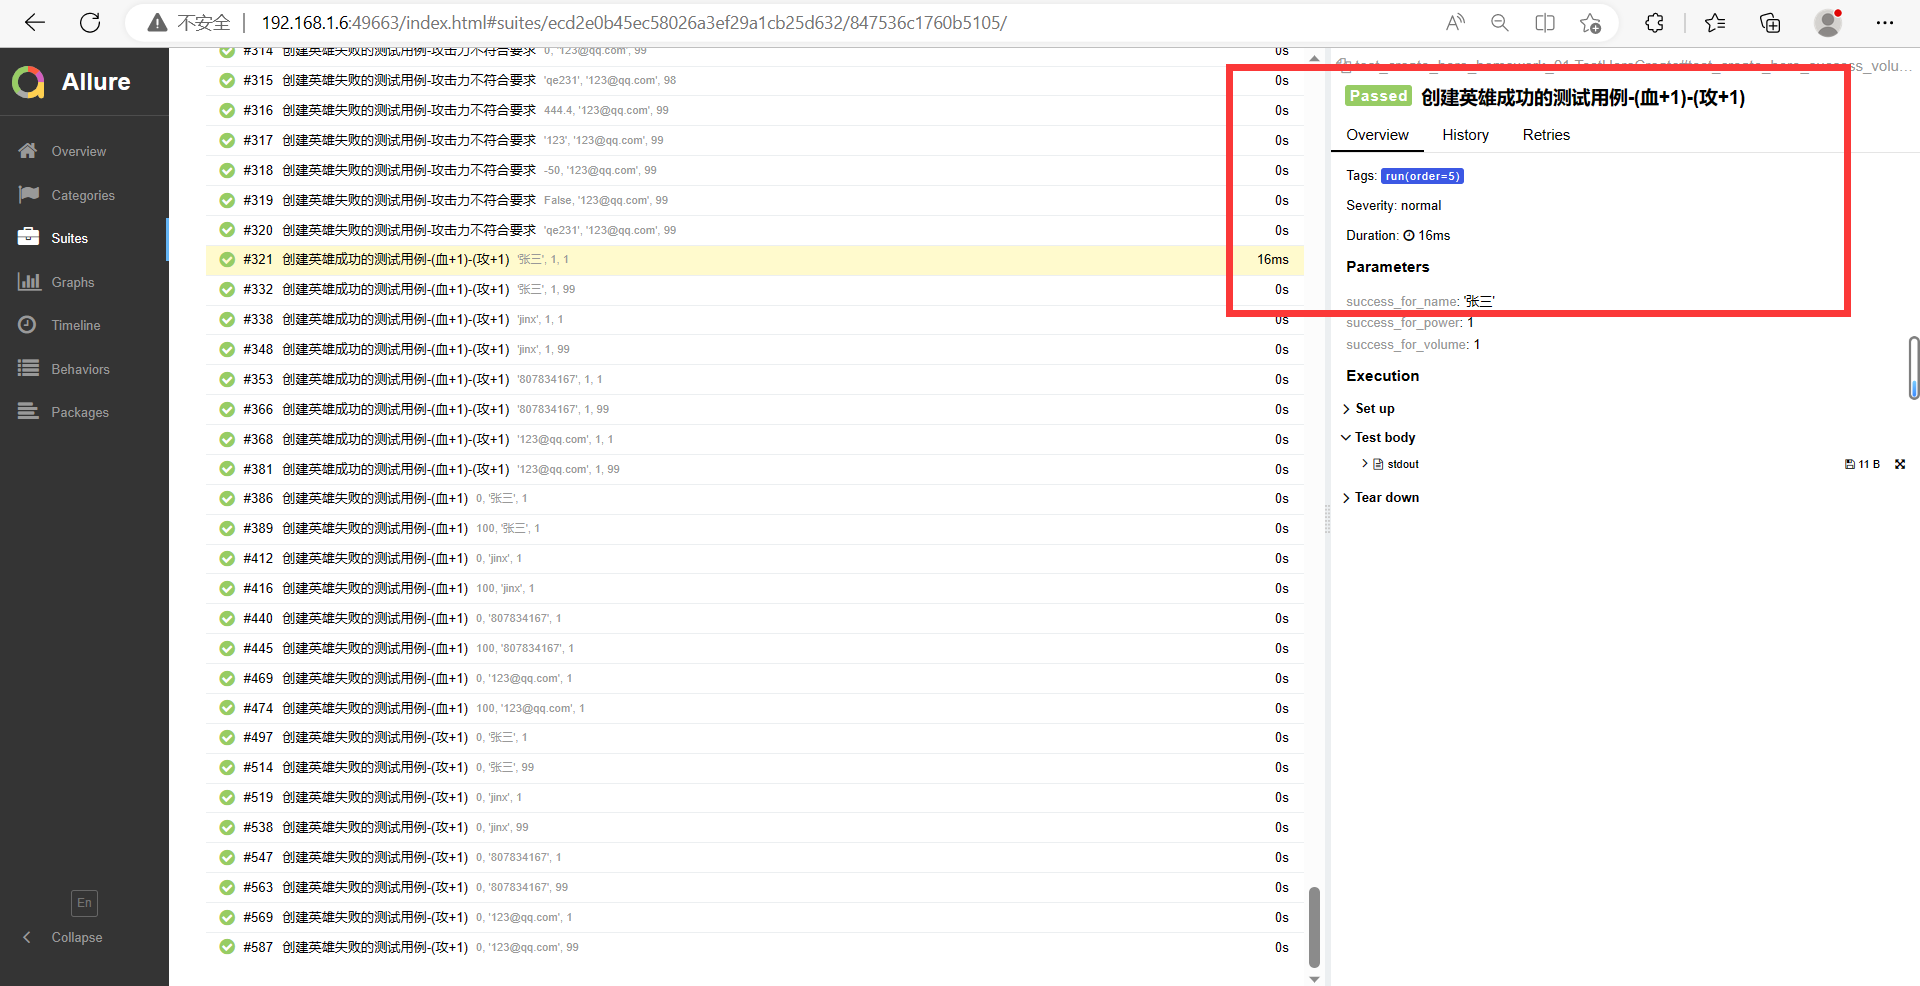 不安全 192.168.1.6:49663/index.html#suites/ecd2e0b45ec58026a3ef29a1cb25d632/847536c1760b5105/
Allure
Overview
Categories
Suites
Graphs
Timeline
Behaviors
Packages
En
Collapse
#314 创建英雄失败的测试用例-攻击力不符合要求 0, '123@qq.com', 99 0s
#315 创建英雄失败的测试用例-攻击力不符合要求 'qe231', '123@qq.com', 98 0s
#316 创建英雄失败的测试用例-攻击力不符合要求 444.4, '123@qq.com', 99 0s
#317 创建英雄失败的测试用例-攻击力不符合要求 '123', '123@qq.com', 99 0s
#318 创建英雄失败的测试用例-攻击力不符合要求 -50, '123@qq.com', 99 0s
#319 创建英雄失败的测试用例-攻击力不符合要求 False, '123@qq.com', 99 0s
#320 创建英雄失败的测试用例-攻击力不符合要求 'qe231', '123@qq.com', 99 0s
#321 创建英雄成功的测试用例-(血+1)-(攻+1) '张三', 1, 1 16ms
#332 创建英雄成功的测试用例-(血+1)-(攻+1) '张三', 1, 99 0s
#338 创建英雄成功的测试用例-(血+1)-(攻+1) 'jinx', 1, 1 0s
#348 创建英雄成功的测试用例-(血+1)-(攻+1) 'jinx', 1, 99 0s
#353 创建英雄成功的测试用例-(血+1)-(攻+1) '807834167', 1, 1 0s
#366 创建英雄成功的测试用例-(血+1)-(攻+1) '807834167', 1, 99 0s
#368 创建英雄成功的测试用例-(血+1)-(攻+1) '123@qq.com', 1, 1 0s
#381 创建英雄成功的测试用例-(血+1)-(攻+1) '123@qq.com', 1, 99 0s
#386 创建英雄失败的测试用例-(血+1) 0, '张三', 1 0s
#389 创建英雄失败的测试用例-(血+1) 100, '张三', 1 0s
#412 创建英雄失败的测试用例-(血+1) 0, 'jinx', 1 0s
#416 创建英雄失败的测试用例-(血+1) 100, 'jinx', 1 0s
#440 创建英雄失败的测试用例-(血+1) 0, '807834167', 1 0s
#445 创建英雄失败的测试用例-(血+1) 100, '807834167', 1 0s
#469 创建英雄失败的测试用例-(血+1) 0, '123@qq.com', 1 0s
#474 创建英雄失败的测试用例-(血+1) 100, '123@qq.com', 1 0s
#497 创建英雄失败的测试用例-(攻+1) 0, '张三', 1 0s
#514 创建英雄失败的测试用例-(攻+1) 0, '张三', 99 0s
#519 创建英雄失败的测试用例-(攻+1) 0, 'jinx', 1 0s
#538 创建英雄失败的测试用例-(攻+1) 0, 'jinx', 99 0s
#547 创建英雄失败的测试用例-(攻+1) 0, '807834167', 1 0s
#563 创建英雄失败的测试用例-(攻+1) 0, '807834167', 99 0s
#569 创建英雄失败的测试用例-(攻+1) 0, '123@qq.com', 1 0s
#587 创建英雄失败的测试用例-(攻+1) 0, '123@qq.com', 99 0s
Passed 创建英雄成功的测试用例-(血+1)-(攻+1)
Overview History Retries
Tags: run(order=5)
Severity: normal
Duration: 16ms
Parameters
success_for_name: '张三'
success_for_power: 1
success_for_volume: 1
Execution
Set up
Test body
stdout 11 B
Tear down